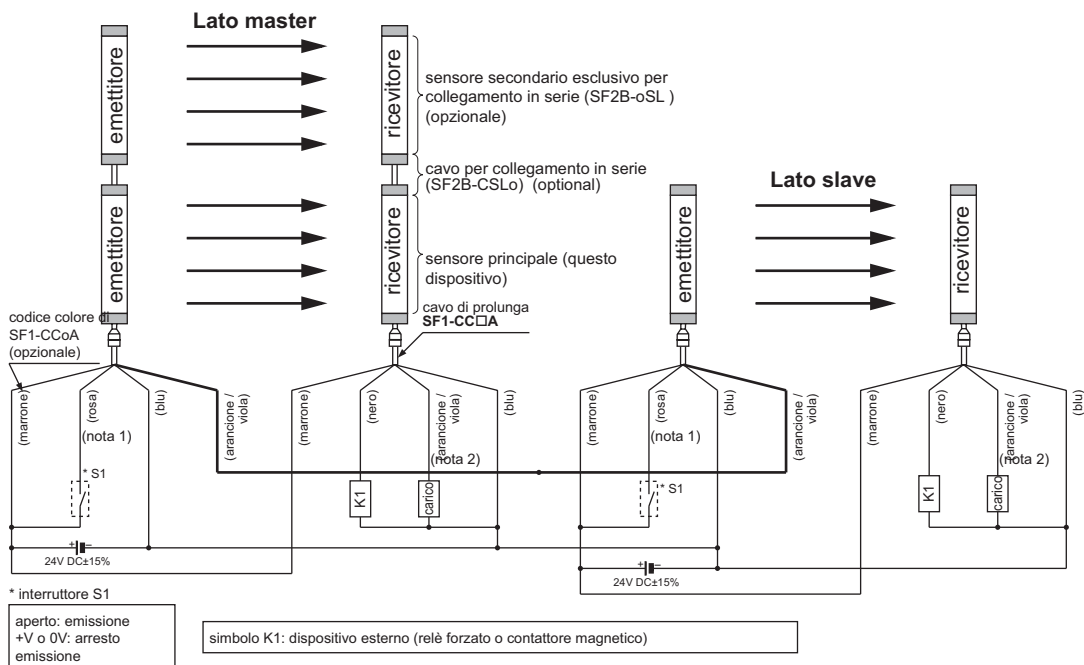 Lato master
emettitore
ricevitore
sensore secondario esclusivo per
collegamento in serie (SF2B-oSL )
(opzionale)
cavo per collegamento in serie
(SF2B-CSLo) (optional)
Lato slave
emettitore
ricevitore
sensore principale (questo
dispositivo)
emettitore
ricevitore
codice colore di
SF1-CCoA
(opzionale)
cavo di prolunga
SF1-CC□A
(marrone)
(rosa)
(blu)
(arancione /
viola)
(marrone)
(nero)
(arancione /
viola)
(blu)
(marrone)
(rosa)
(blu)
(arancione /
viola)
(marrone)
(nero)
(arancione /
viola)
(blu)
(nota 1)
(nota 2)
(nota 1)
(nota 2)
* S1
K1
carico
* S1
K1
carico
+ –
24V DC±15%
+ –
24V DC±15%
* interruttore S1
aperto: emissione
+V o 0V: arresto
emissione
simbolo K1: dispositivo esterno (relè forzato o contattore magnetico)